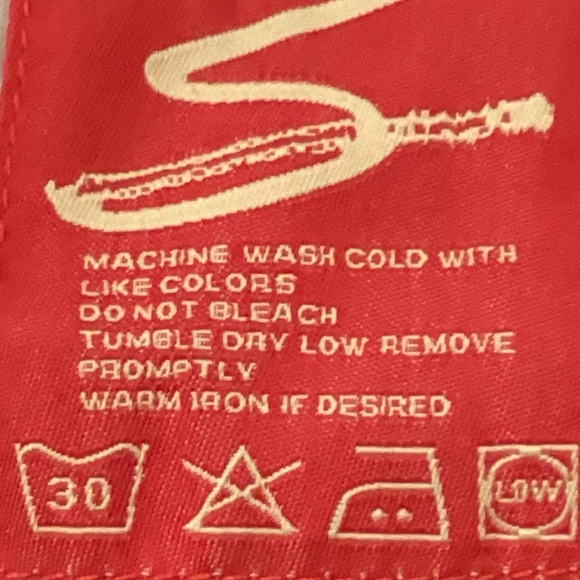 MACHINE WASH COLD WITH
LIKE COLORS
DO NOT BLEACH
TUMBLE DRY LOW REMOVE
PROMPTLY
WARM IRON IF DESIRED
30 LOW